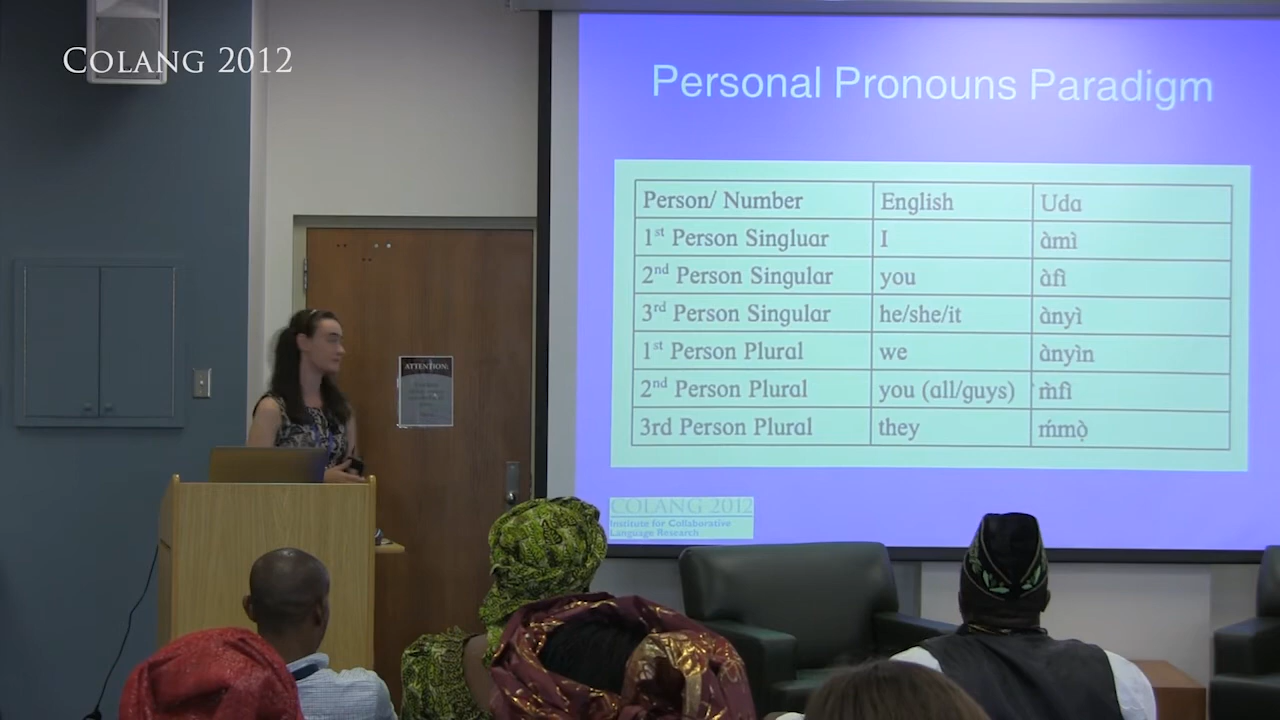 COLANG 2012
Personal Pronouns Paradigm
Person/ Number English Uda
1st Person Singluar I àmì
2nd Person Singular you àfì
3rd Person Singular he/she/it ànyì
1st Person Plural we ànyìn
2nd Person Plural you (all/guys) m̀fì
3rd Person Plural they ḿmọ̀
COLANG 2012
Institute for Collaborative
Language Research
ATTENTION: